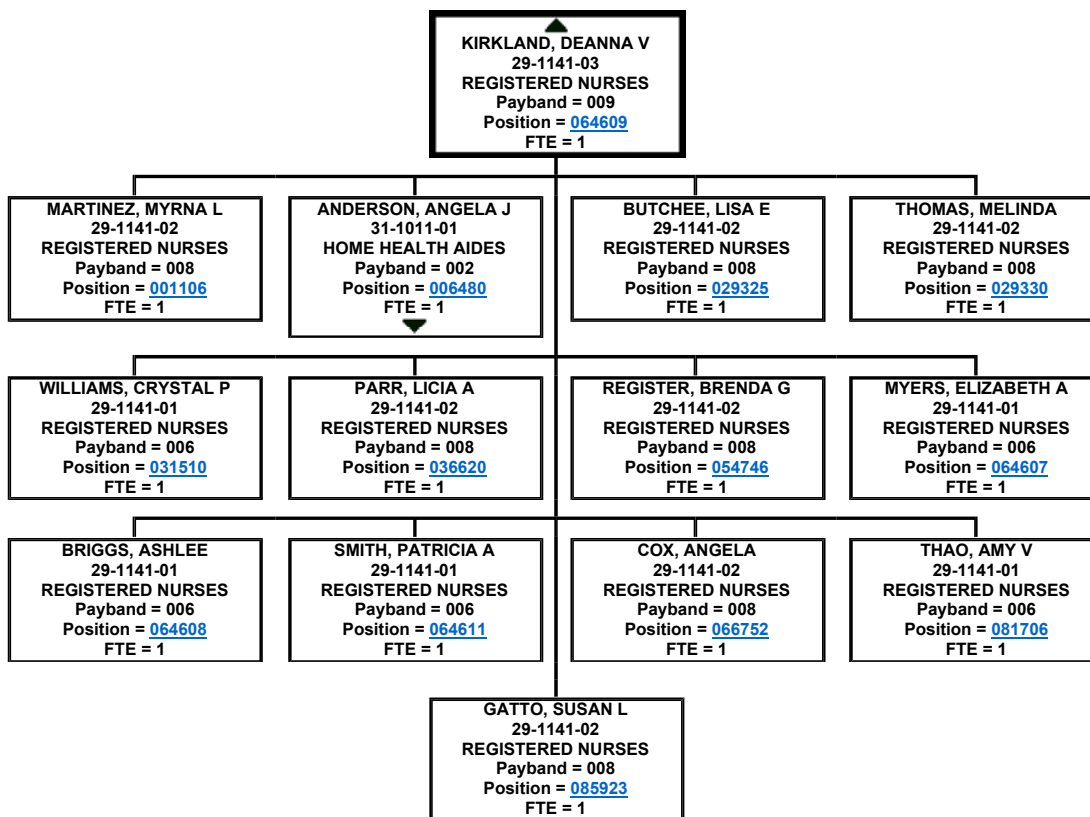 KIRKLAND, DEANNA V
29-1141-03
REGISTERED NURSES
Payband = 009
Position = 064609
FTE = 1
MARTINEZ, MYRNA L
29-1141-02
REGISTERED NURSES
Payband = 008
Position = 001106
FTE = 1
ANDERSON, ANGELA J
31-1011-01
HOME HEALTH AIDES
Payband = 002
Position = 006480
FTE = 1
BUTCHEE, LISA E
29-1141-02
REGISTERED NURSES
Payband = 008
Position = 029325
FTE = 1
THOMAS, MELINDA
29-1141-02
REGISTERED NURSES
Payband = 008
Position = 029330
FTE = 1
WILLIAMS, CRYSTAL P
29-1141-01
REGISTERED NURSES
Payband = 006
Position = 031510
FTE = 1
PARR, LICIA A
29-1141-02
REGISTERED NURSES
Payband = 008
Position = 036620
FTE = 1
REGISTER, BRENDA G
29-1141-02
REGISTERED NURSES
Payband = 008
Position = 054746
FTE = 1
MYERS, ELIZABETH A
29-1141-01
REGISTERED NURSES
Payband = 006
Position = 064607
FTE = 1
BRIGGS, ASHLEE
29-1141-01
REGISTERED NURSES
Payband = 006
Position = 064608
FTE = 1
SMITH, PATRICIA A
29-1141-01
REGISTERED NURSES
Payband = 006
Position = 064611
FTE = 1
COX, ANGELA
29-1141-02
REGISTERED NURSES
Payband = 008
Position = 066752
FTE = 1
THAO, AMY V
29-1141-01
REGISTERED NURSES
Payband = 006
Position = 081706
FTE = 1
GATTO, SUSAN L
29-1141-02
REGISTERED NURSES
Payband = 008
Position = 085923
FTE = 1